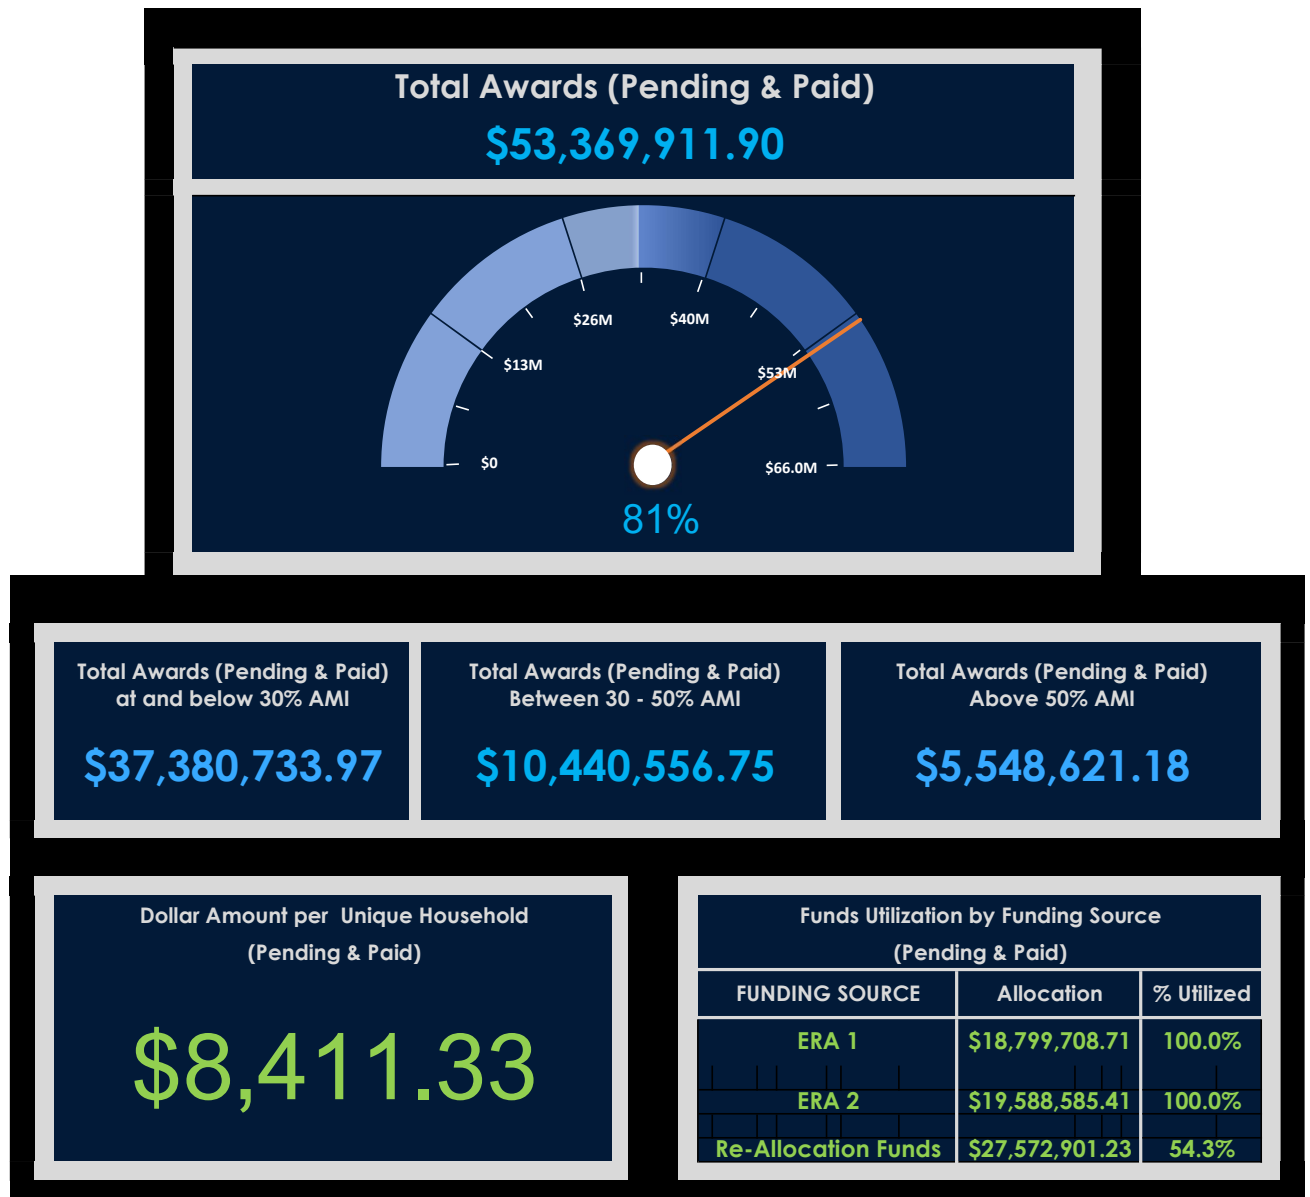 Total Awards (Pending & Paid)
$53,369,911.90
$26M
$40M
$13M
$53M
$0
$66.0M
81%
Total Awards (Pending & Paid)
at and below 30% AMI
$37,380,733.97
Total Awards (Pending & Paid)
Between 30 - 50% AMI
$10,440,556.75
Total Awards (Pending & Paid)
Above 50% AMI
$5,548,621.18
Dollar Amount per Unique Household
(Pending & Paid)
$8,411.33
Funds Utilization by Funding Source
(Pending & Paid)
FUNDING SOURCE Allocation % Utilized
ERA 1 $18,799,708.71 100.0%
ERA 2 $19,588,585.41 100.0%
Re-Allocation Funds $27,572,901.23 54.3%